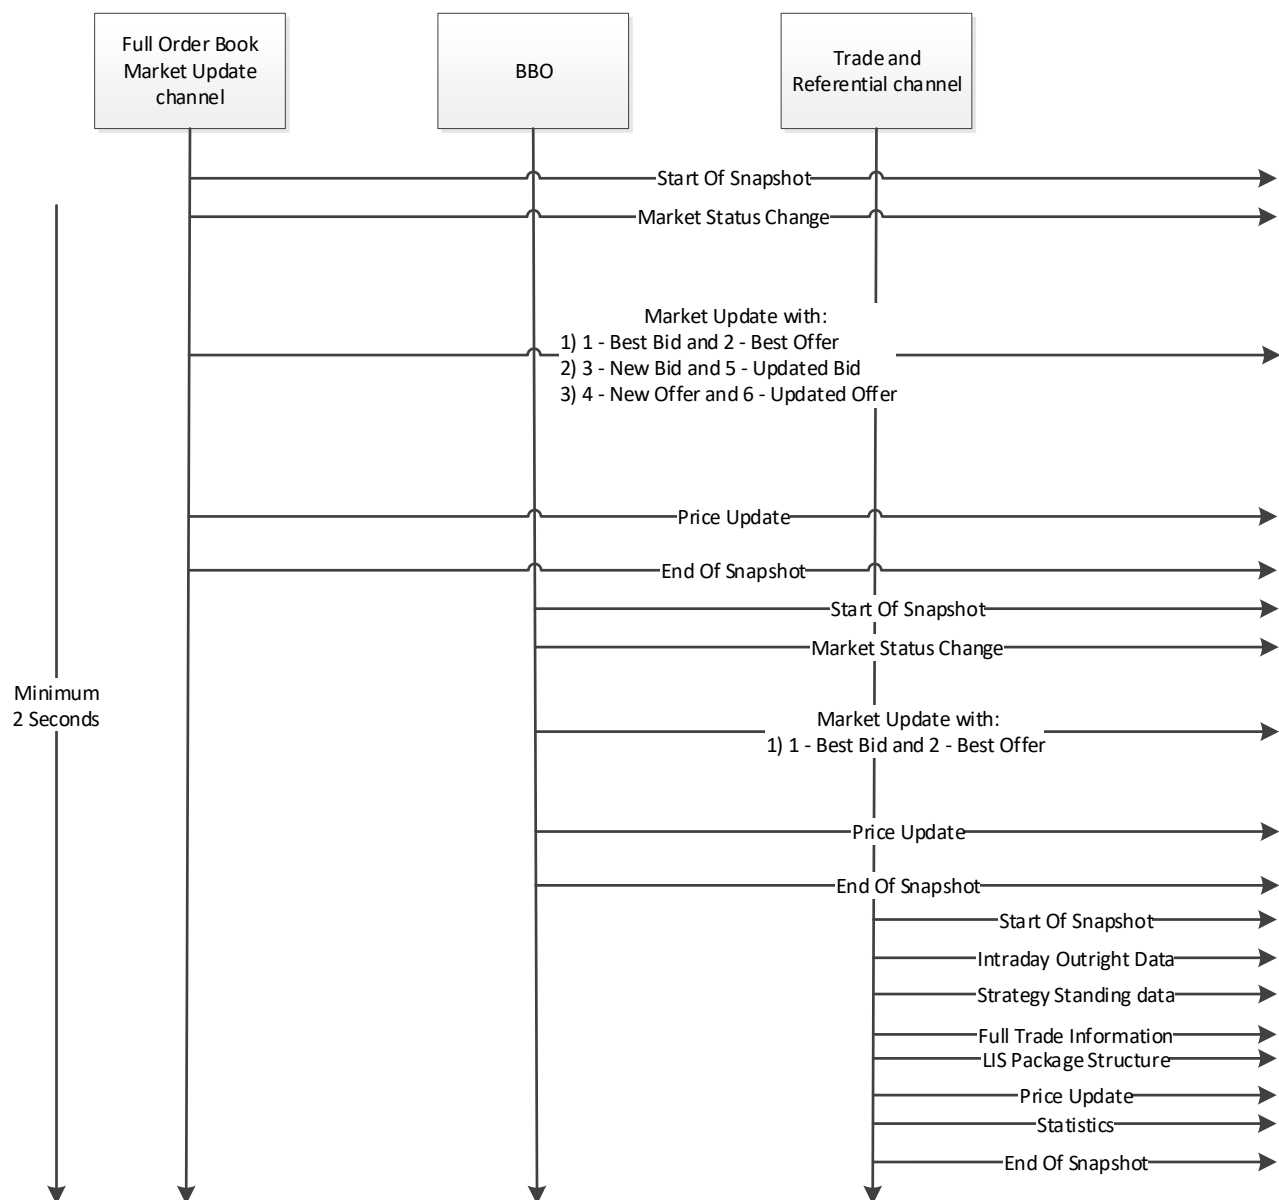 Full Order Book
Market Update
channel
BBO
Trade and
Referential channel
Start Of Snapshot
Market Status Change
Market Update with:
1) 1 - Best Bid and 2 - Best Offer
2) 3 - New Bid and 5 - Updated Bid
3) 4 - New Offer and 6 - Updated Offer
Price Update
End Of Snapshot
Start Of Snapshot
Market Status Change
Minimum
2 Seconds
Market Update with:
1) 1 - Best Bid and 2 - Best Offer
Price Update
End Of Snapshot
Start Of Snapshot
Intraday Outright Data
Strategy Standing data
Full Trade Information
LIS Package Structure
Price Update
Statistics
End Of Snapshot